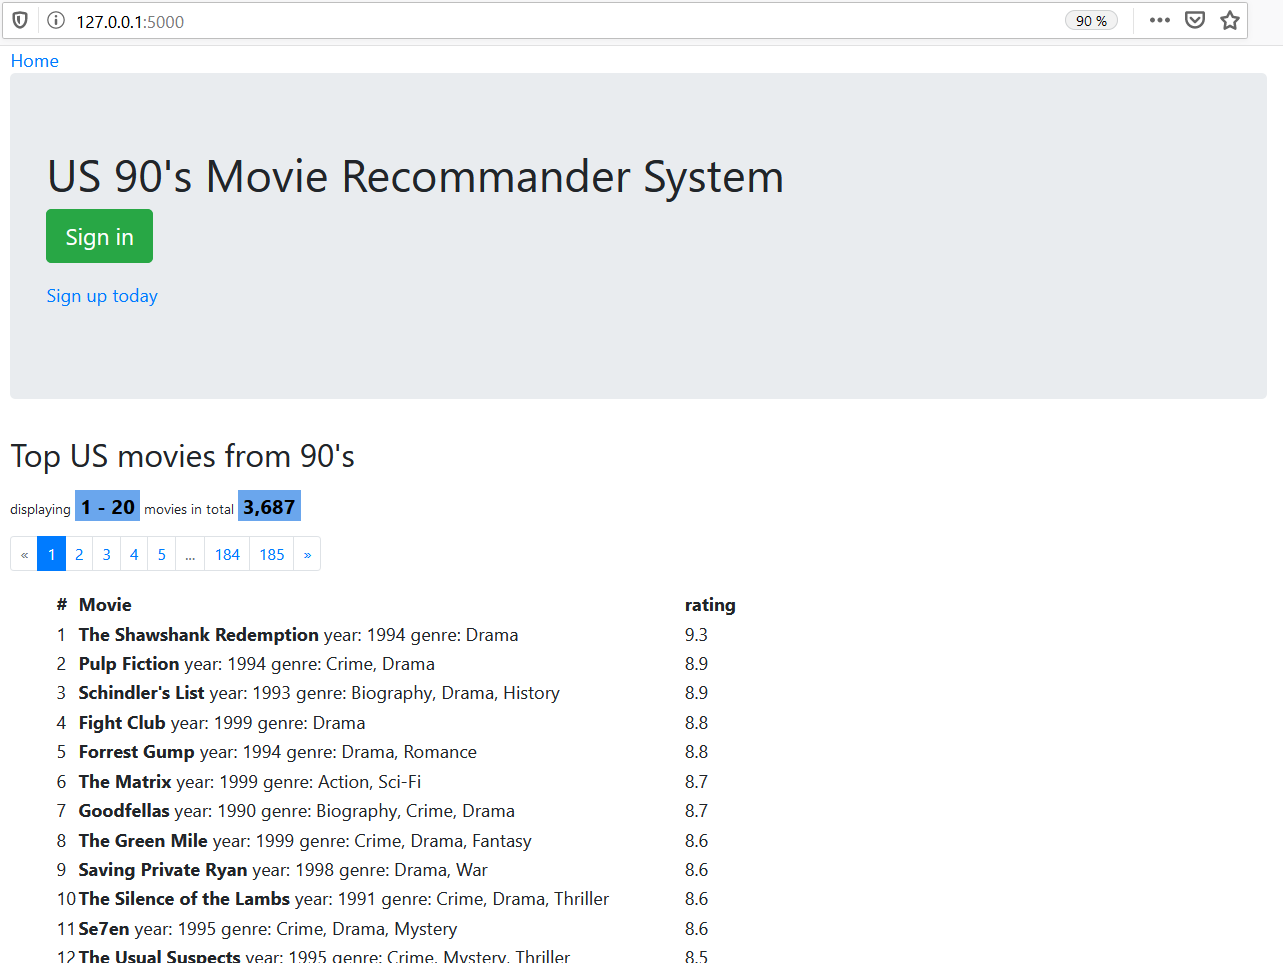 127.0.0.1:5000 90 %
Home
US 90's Movie Recommander System
Sign in
Sign up today
Top US movies from 90's
displaying 1 - 20 movies in total 3,687
« 1 2 3 4 5 ... 184 185 »
# Movie rating
1 The Shawshank Redemption year: 1994 genre: Drama 9.3
2 Pulp Fiction year: 1994 genre: Crime, Drama 8.9
3 Schindler's List year: 1993 genre: Biography, Drama, History 8.9
4 Fight Club year: 1999 genre: Drama 8.8
5 Forrest Gump year: 1994 genre: Drama, Romance 8.8
6 The Matrix year: 1999 genre: Action, Sci-Fi 8.7
7 Goodfellas year: 1990 genre: Biography, Crime, Drama 8.7
8 The Green Mile year: 1999 genre: Crime, Drama, Fantasy 8.6
9 Saving Private Ryan year: 1998 genre: Drama, War 8.6
10 The Silence of the Lambs year: 1991 genre: Crime, Drama, Thriller 8.6
11 Se7en year: 1995 genre: Crime, Drama, Mystery 8.6
12 The Usual Suspects year: 1995 genre: Crime, Mystery, Thriller 8.5